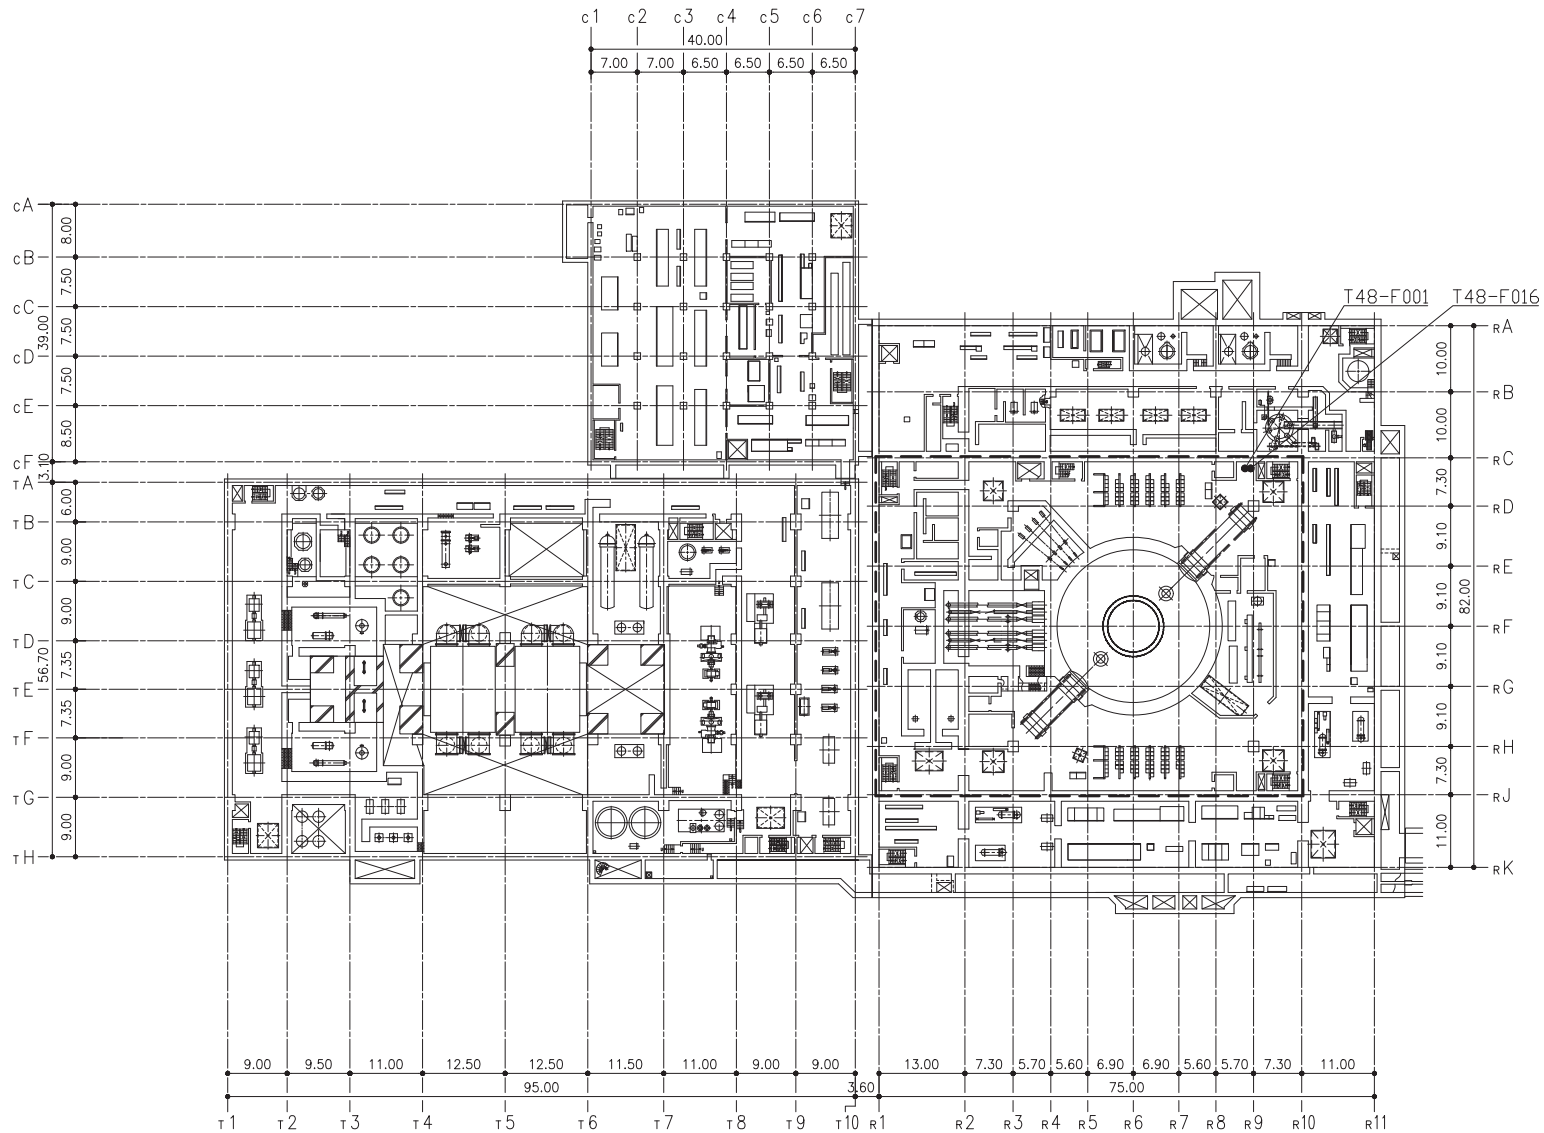 c1 c2 c3 c4 c5 c6 c7
40.00
7.00 7.00 6.50 6.50 6.50 6.50
cA
8.00
cB
7.50
cC
7.50
39.00
cD
7.50
cE
8.50
cF
3.10
TA
6.00
TB
9.00
TC
9.00
TD
7.35
56.70
TE
7.35
TF
9.00
TG
9.00
TH
T48-F001 T48-F016
RA
10.00
RB
10.00
RC
7.30
RD
9.10
RE
9.10
82.00
RF
9.10
RG
9.10
RH
7.30
RJ
11.00
RK
9.00 9.50 11.00 12.50 12.50 11.50 11.00 9.00 9.00 13.00 7.30 5.70 5.60 6.90 6.90 5.60 5.70 7.30 11.00
95.00 3.60 75.00
T1 T2 T3 T4 T5 T6 T7 T8 T9 T10 R1 R2 R3 R4 R5 R6 R7 R8 R9 R10 R11